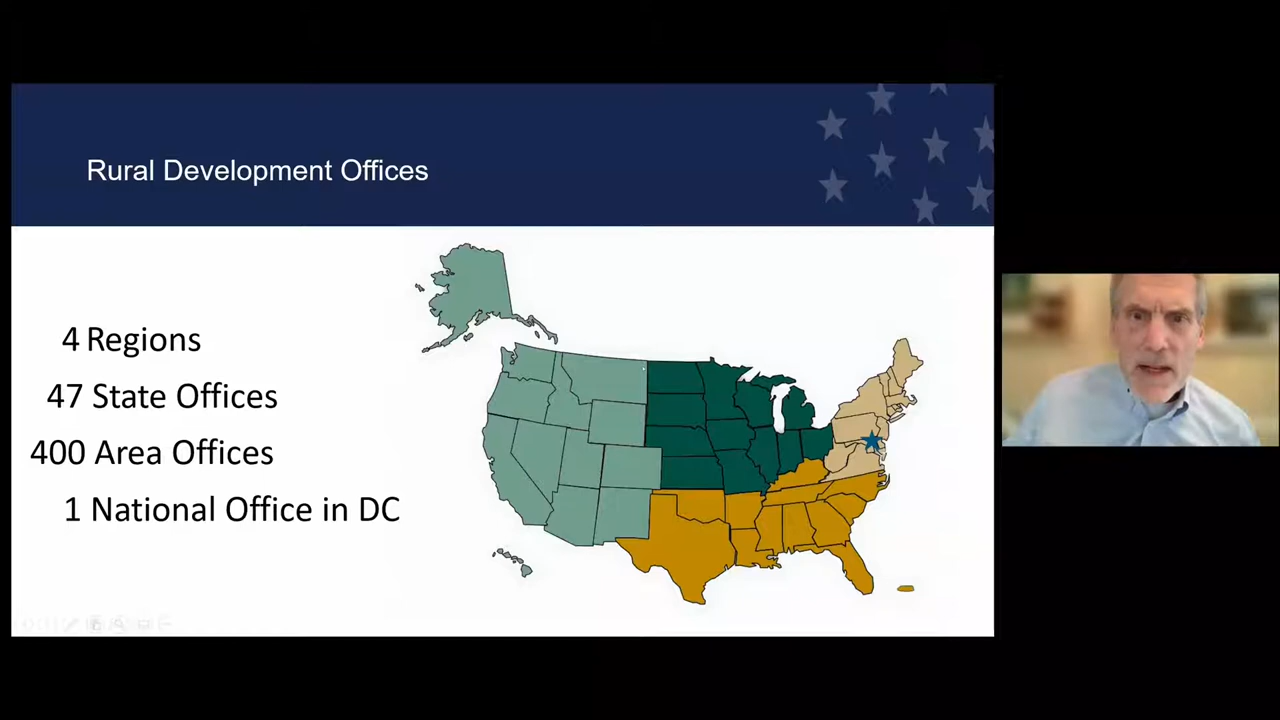 Rural Development Offices
4 Regions
47 State Offices
400 Area Offices
1 National Office in DC